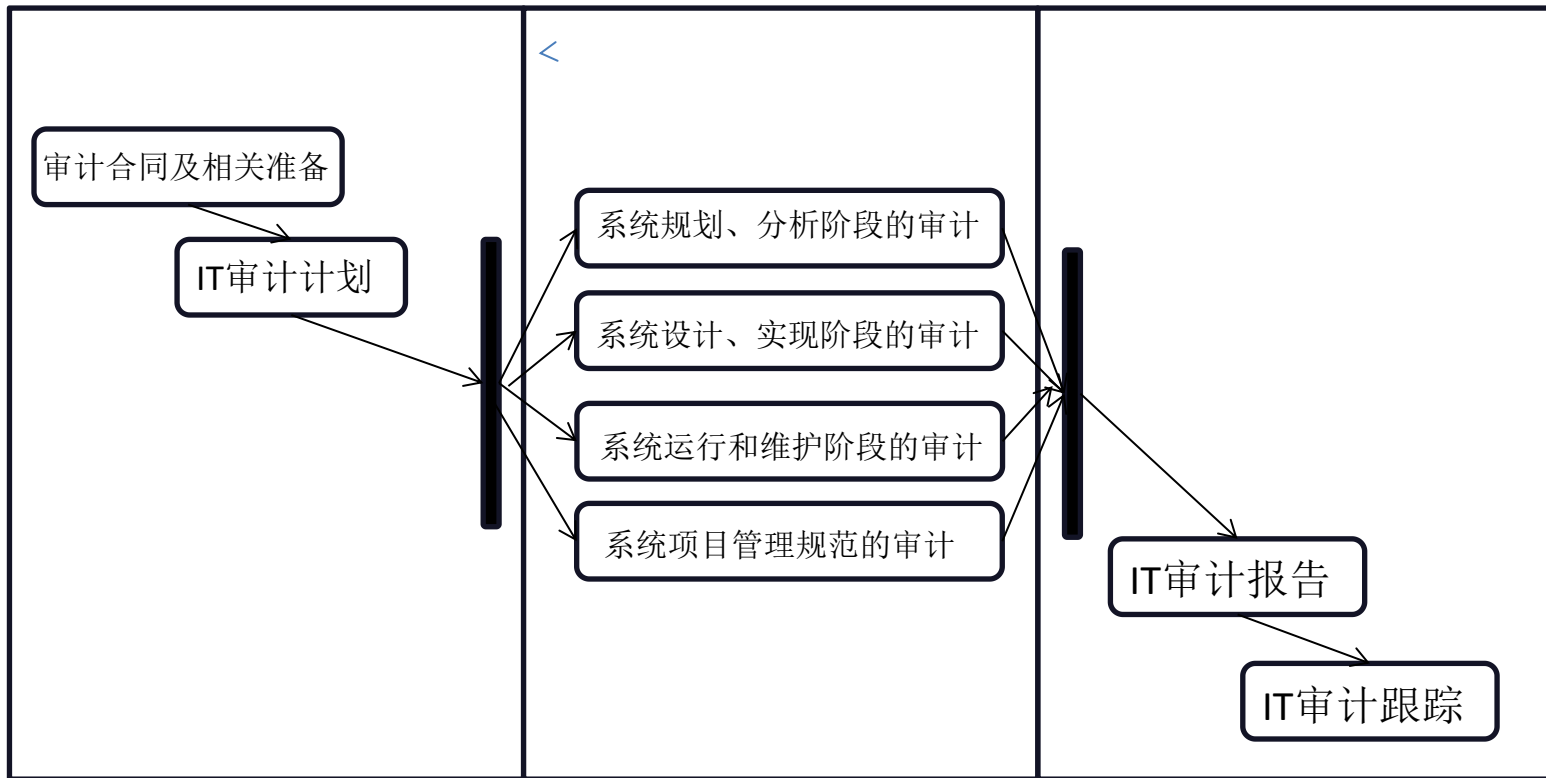 <
审计合同及相关准备
IT审计计划
系统规划、分析阶段的审计
系统设计、实现阶段的审计
系统运行和维护阶段的审计
系统项目管理规范的审计
IT审计报告
IT审计跟踪